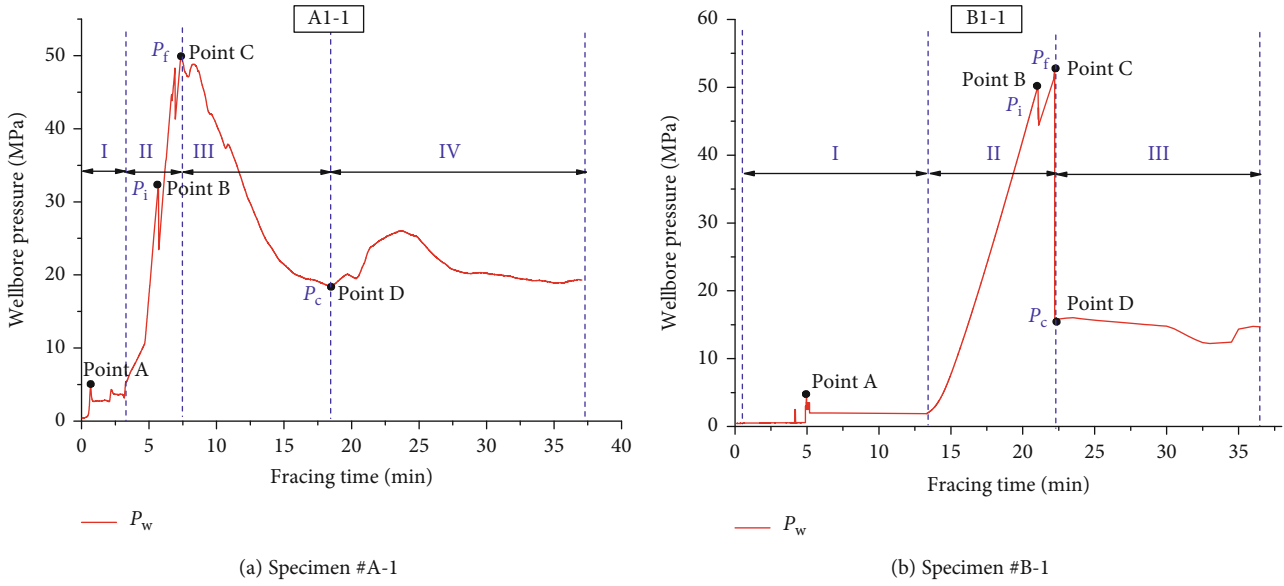 A1-1
50
40
30
20
10
0
Wellbore pressure (MPa)
P_f
Point C
I
II
III
IV
P_i
Point B
Point A
P_c
Point D
0
5
10
15
20
25
30
35
40
Fracing time (min)
P_w
(a) Specimen #A-1
B1-1
60
50
40
30
20
10
0
Wellbore pressure (MPa)
P_f
Point B
Point C
P_i
I
II
III
Point A
P_c
Point D
0
5
10
15
20
25
30
35
Fracing time (min)
P_w
(b) Specimen #B-1